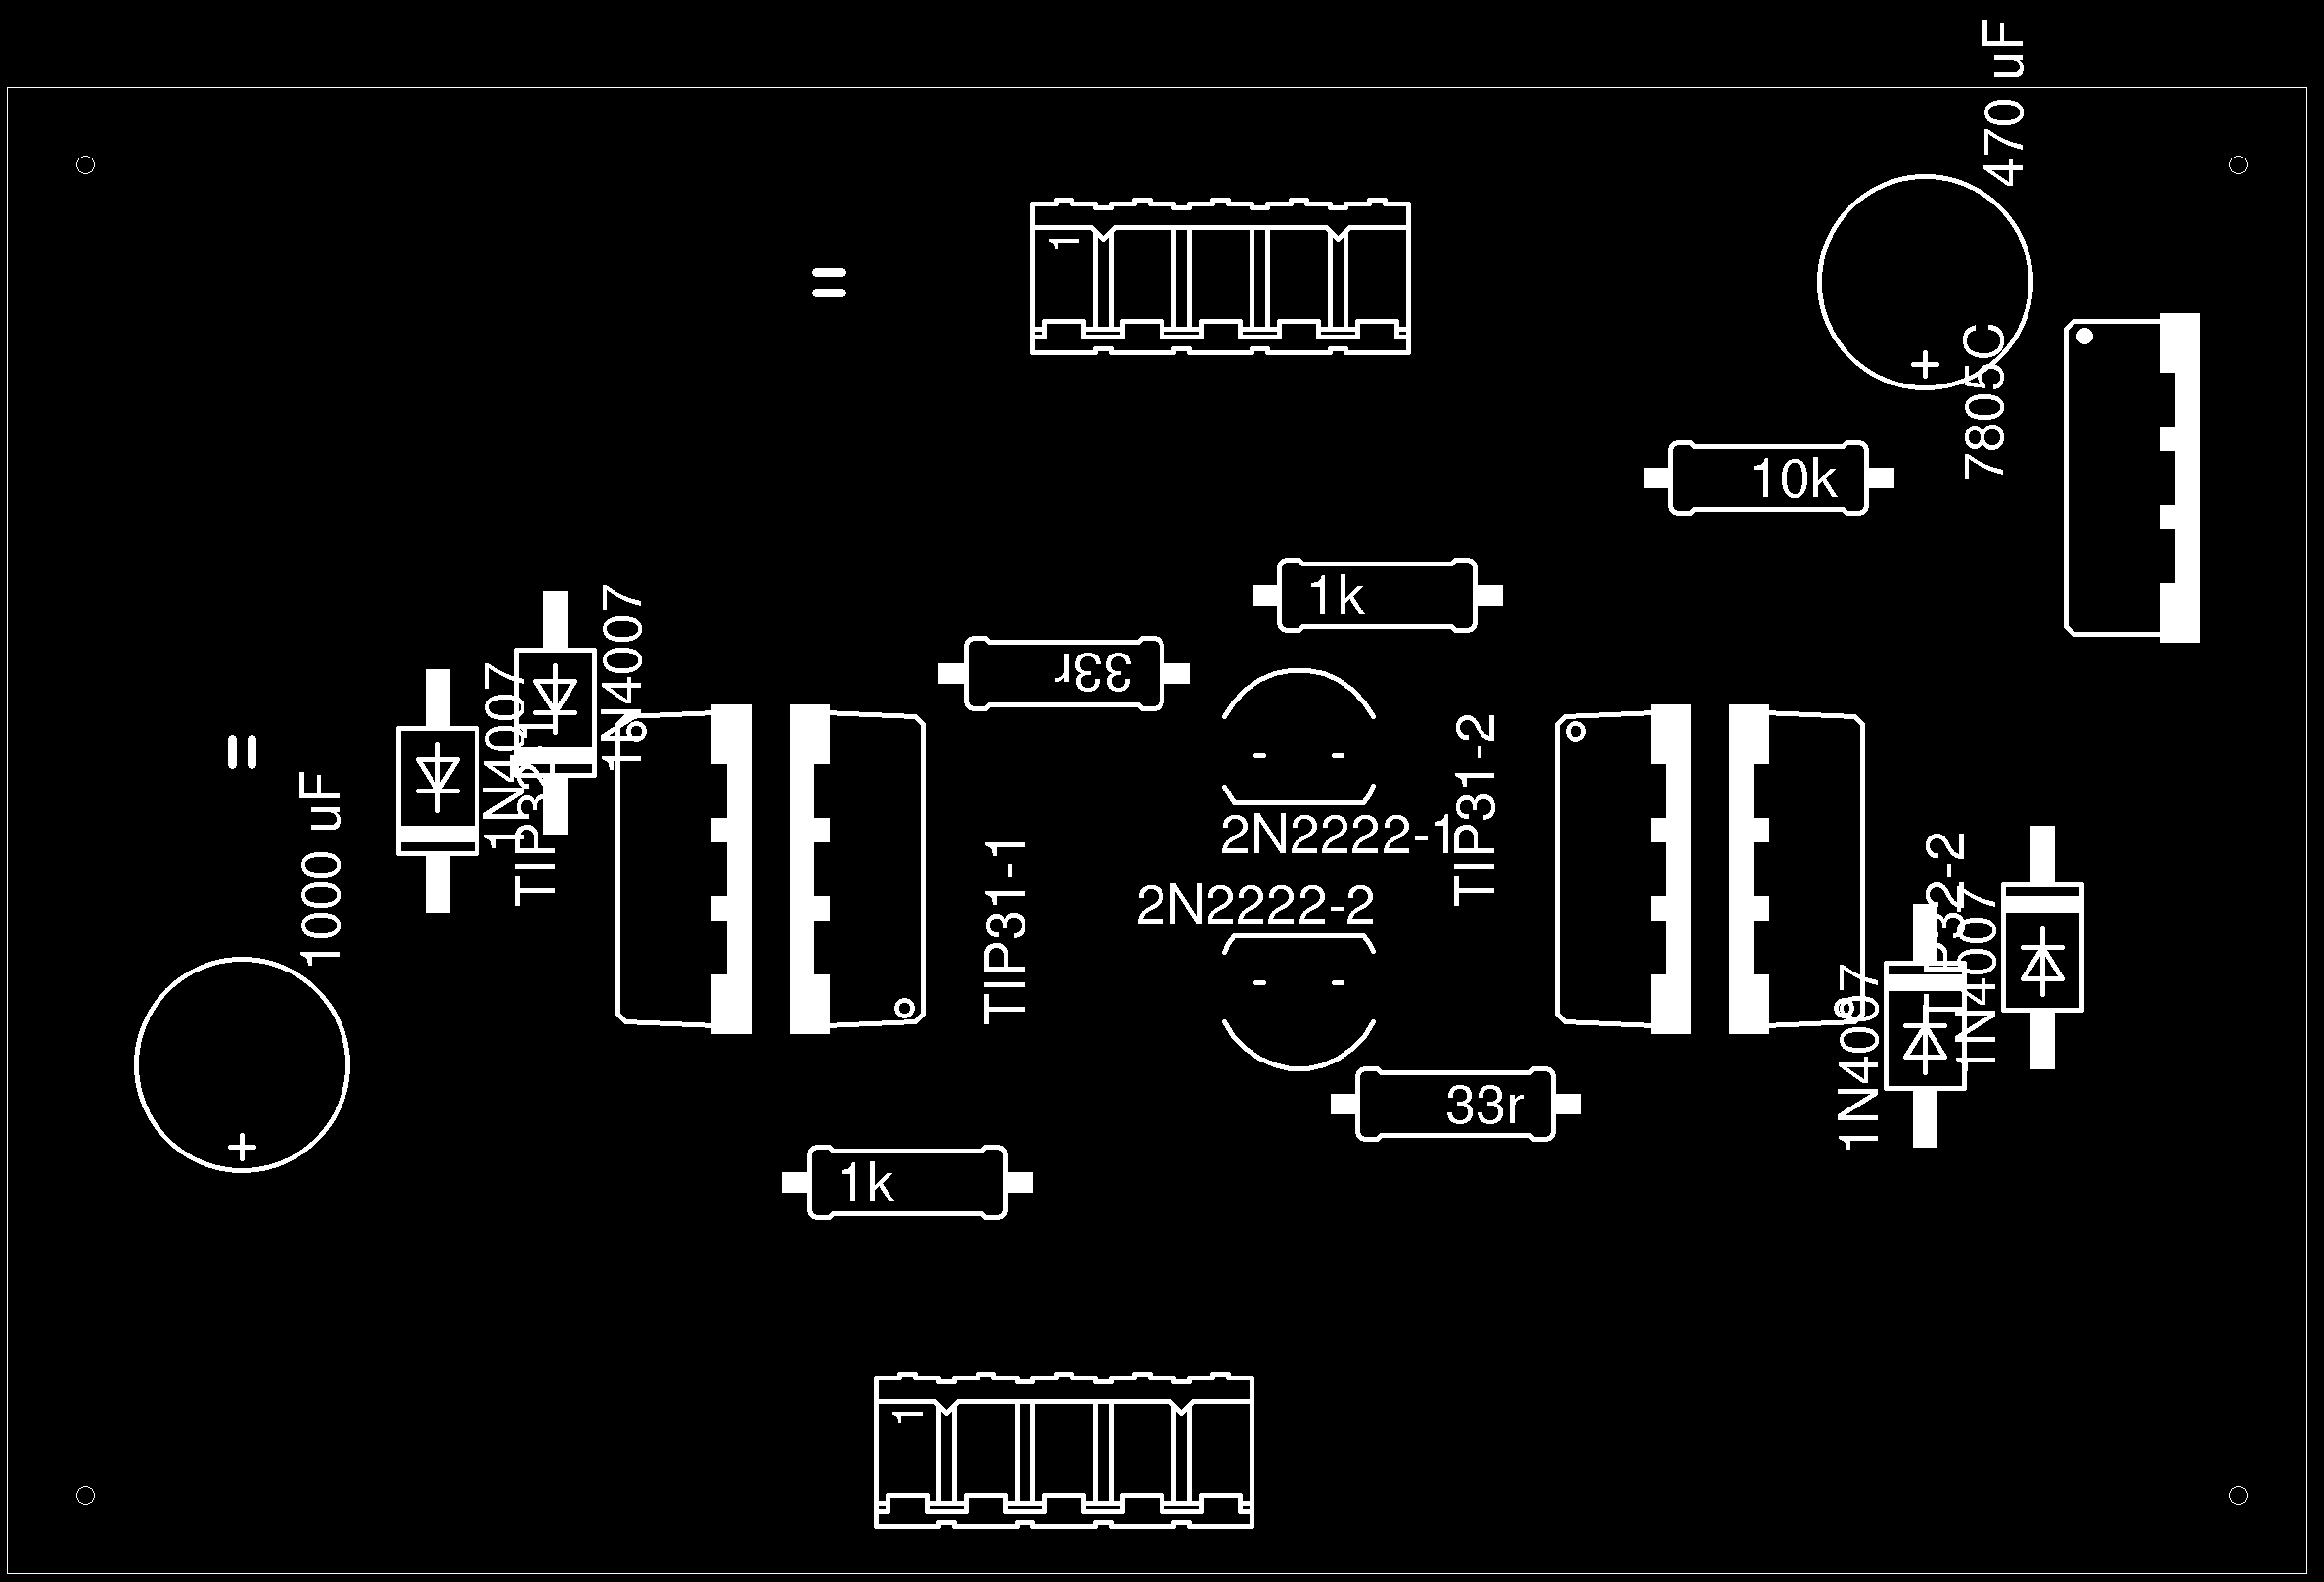 470 uF
1
7805C
10k
1k
33r
1N4007
1N4007
TIP32-1
TIP31-2
2N2222-1
1000 uF
TIP31-1
2N2222-2
TIP32-2
1N4007
1N4007
33r
1k
1